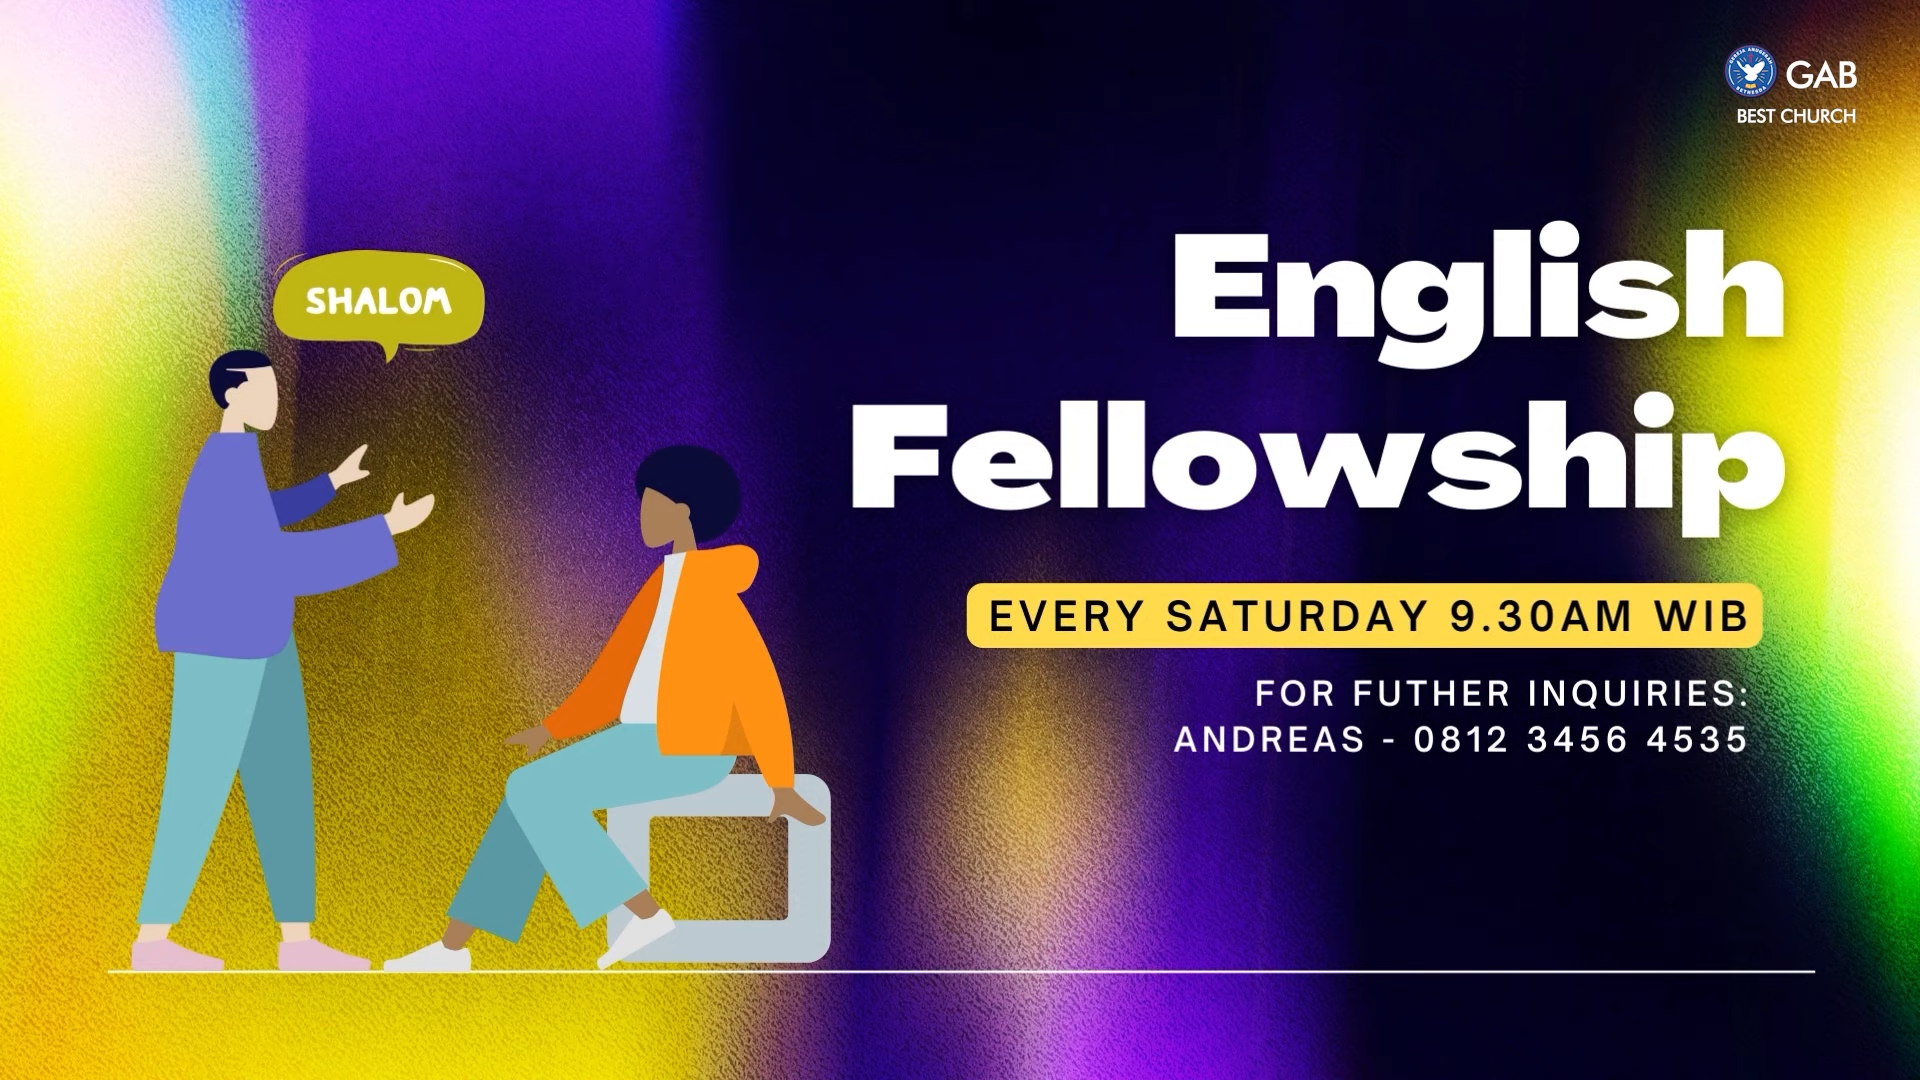 GAB
BEST CHURCH
SHALOM
English
Fellowship
EVERY SATURDAY 9.30AM WIB
FOR FUTHER INQUIRIES:
ANDREAS - 0812 3456 4535